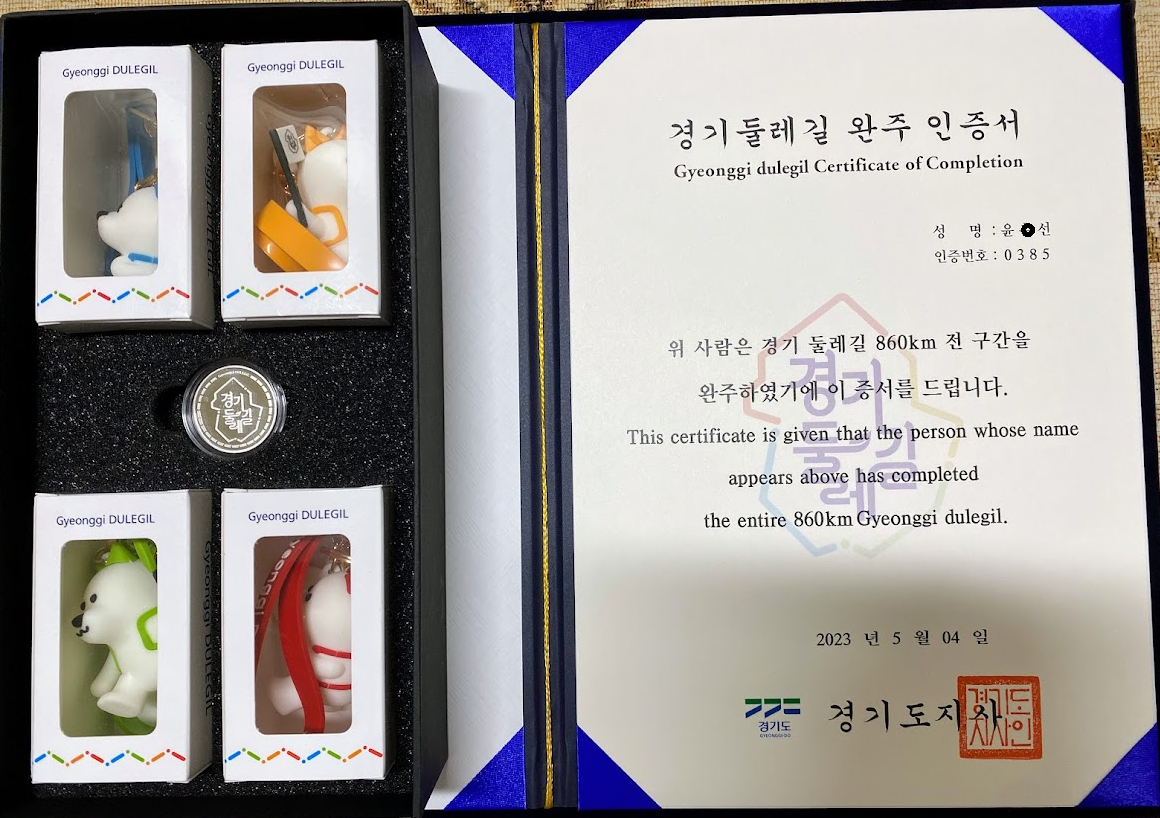 Gyeonggi DULEGIL
Gyeonggi DULEGIL
경기
둘레길
Gyeonggi DULEGIL
Gyeonggi DULEGIL
Gyeonggi DULEGIL
Gyeonggi DULEGIL
경기둘레길 완주 인증서
Gyeonggi dulegil Certificate of Completion
성 명 : 윤 선
인증번호 : 0385
경기
둘레길
위 사람은 경기 둘레길 860km 전 구간을
완주하였기에 이 증서를 드립니다.
This certificate is given that the person whose name
appears above has completed
the entire 860km Gyeonggi dulegil.
2023 년 5 월 04 일
경기도
GYEONGGI-DO
경기도지사
경기도
지사인